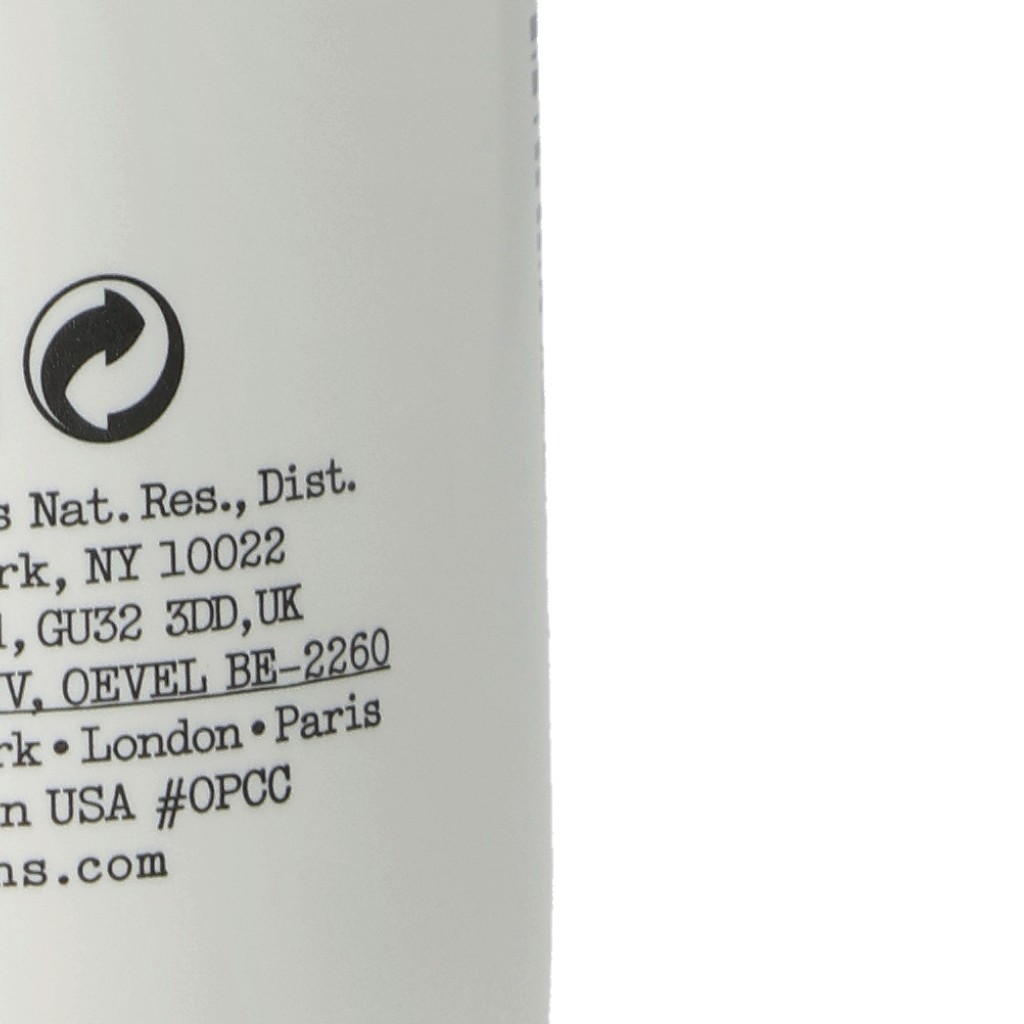 s Nat. Res., Dist.
rk, NY 10022
, GU32 3DD, UK
V, OEVEL BE-2260
rk • London • Paris
n USA #OPCC
ns.com